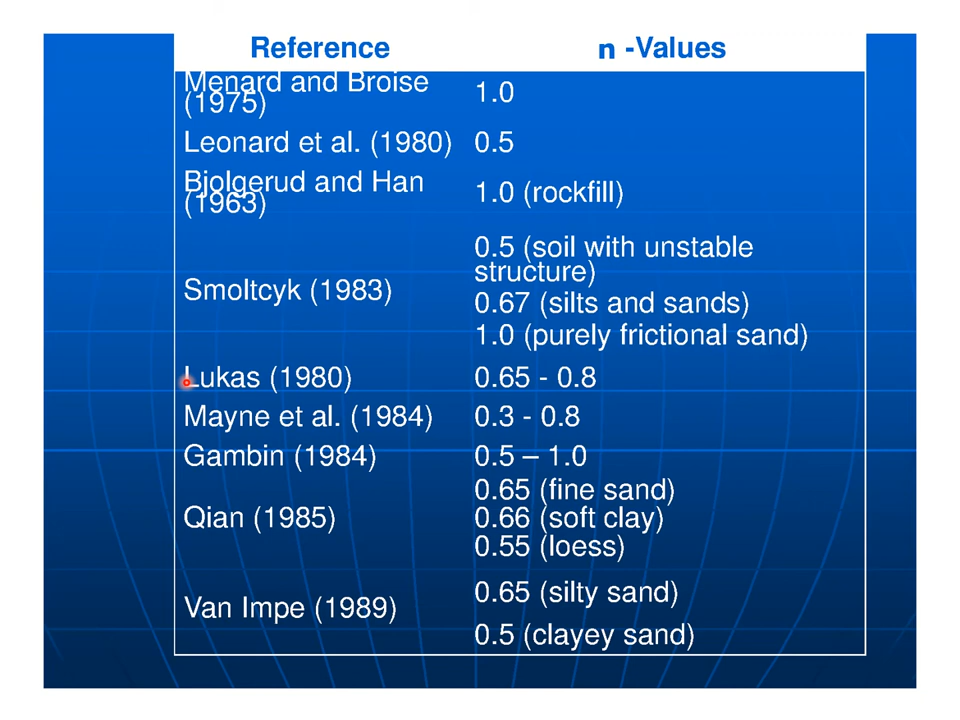 Reference n -Values
Menard and Broise
(1975)
1.0
Leonard et al. (1980) 0.5
Bjolgerud and Han
(1963)
1.0 (rockfill)
Smoltcyk (1983)
0.5 (soil with unstable
structure)
0.67 (silts and sands)
1.0 (purely frictional sand)
Lukas (1980) 0.65 - 0.8
Mayne et al. (1984) 0.3 - 0.8
Gambin (1984) 0.5 – 1.0
Qian (1985)
0.65 (fine sand)
0.66 (soft clay)
0.55 (loess)
Van Impe (1989)
0.65 (silty sand)
0.5 (clayey sand)